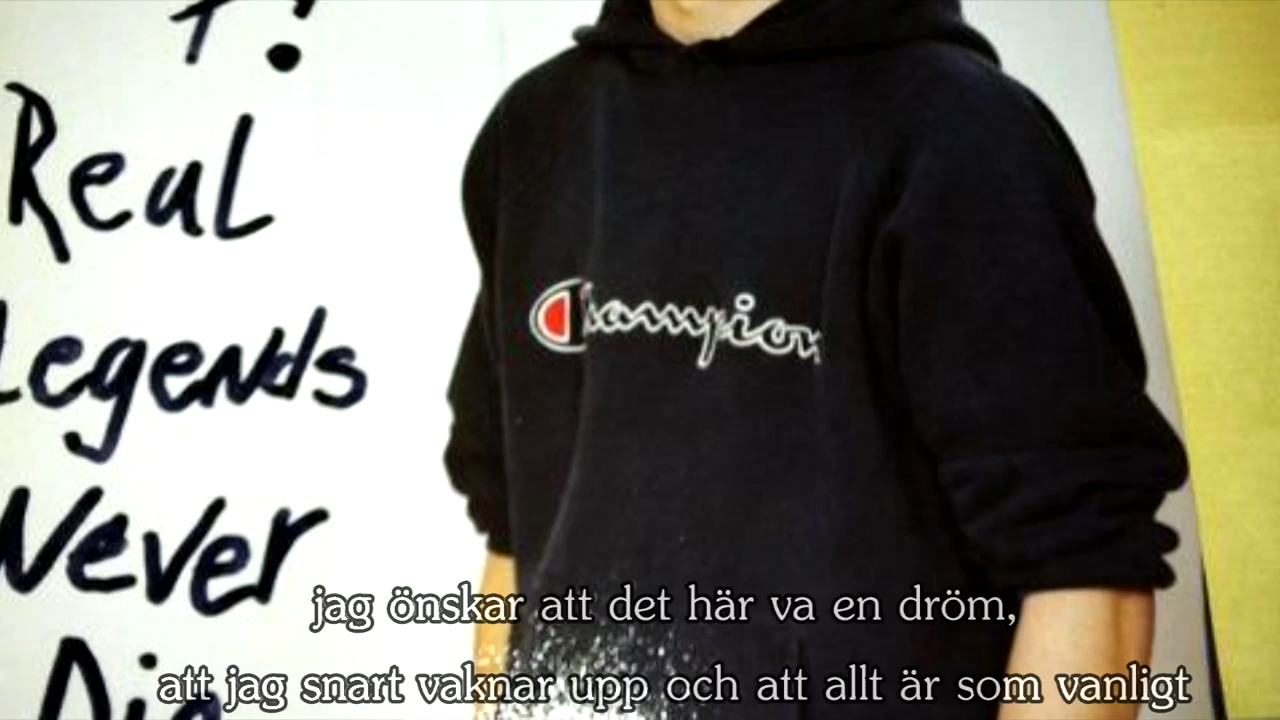 Real
Legends
Never
Die
Champion
jag önskar att det här va en dröm,
att jag snart vaknar upp och att allt är som vanligt